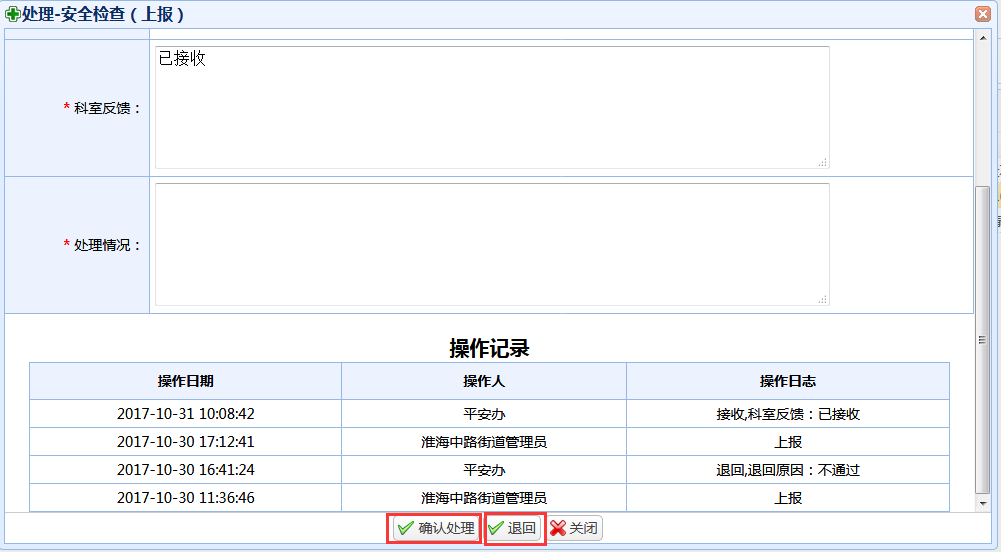 处理-安全检查（上报）
已接收
* 科室反馈：
* 处理情况：
操作记录
操作日期 操作人 操作日志
2017-10-31 10:08:42 平安办 接收,科室反馈：已接收
2017-10-30 17:12:41 淮海中路街道管理员 上报
2017-10-30 16:41:24 平安办 退回,退回原因：不通过
2017-10-30 11:36:46 淮海中路街道管理员 上报
确认处理 退回 关闭